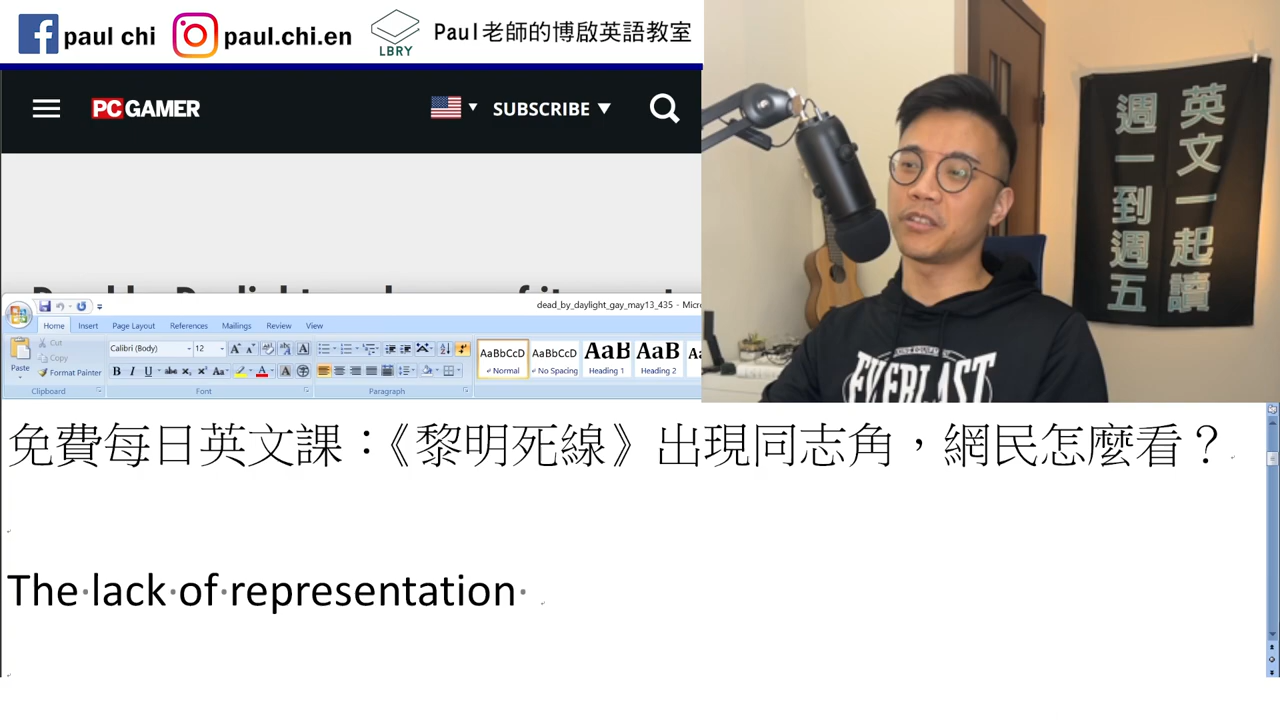 paul chi
paul.chi.en
LBRY
Paul老師的博啟英語教室
PC GAMER
SUBSCRIBE
英文一起讀
週一到週五
dead_by_daylight_gay_may13_435 - Micro
Home Insert Page Layout References Mailings Review View
Paste
Cut
Copy
Format Painter
Clipboard
Calibri (Body) 12
Font
Paragraph
AaBbCcD AaBbCcD AaB AaB
Normal No Spacing Heading 1 Heading 2
EVERLAST
免費每日英文課：《黎明死線》出現同志角，網民怎麼看？
The lack of representation